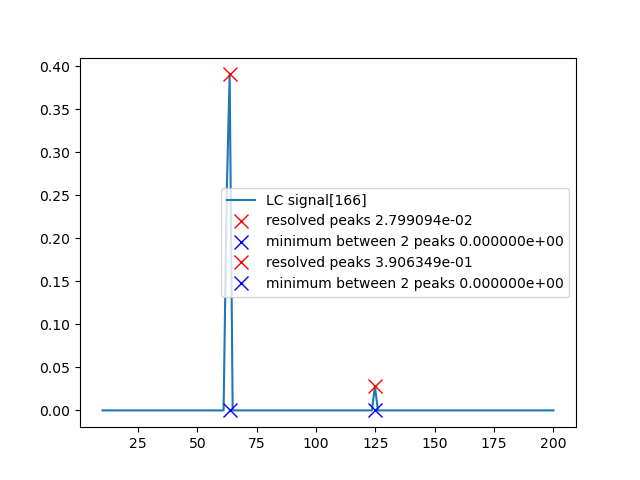 0.40
0.35
0.30
0.25
0.20
0.15
0.10
0.05
0.00
LC signal[166]
resolved peaks 2.799094e-02
minimum between 2 peaks 0.000000e+00
resolved peaks 3.906349e-01
minimum between 2 peaks 0.000000e+00
25 50 75 100 125 150 175 200